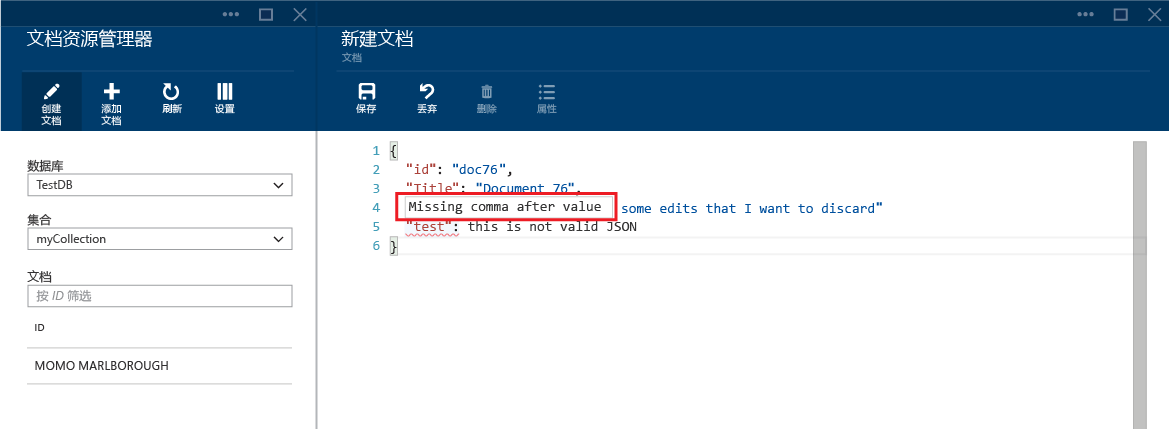 文档资源管理器
创建
文档
添加
文档
刷新
设置
数据库
TestDB
集合
myCollection
文档
按 ID 筛选
ID
MOMO MARLBOROUGH
新建文档
文档
保存
丢弃
删除
属性
1 {
2 "id": "doc76",
3 "Title": "Document 76",
4 Missing comma after value some edits that I want to discard"
5 "test": this is not valid JSON
6 }